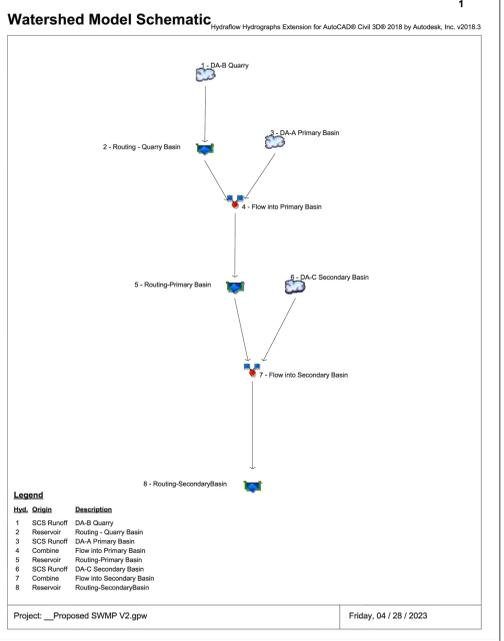 1
Watershed Model Schematic
Hydraflow Hydrographs Extension for AutoCAD® Civil 3D® 2018 by Autodesk, Inc. v2018.3
1 - DA-B Quarry
2 - Routing - Quarry Basin
3 - DA-A Primary Basin
4 - Flow into Primary Basin
5 - Routing-Primary Basin
6 - DA-C Secondary Basin
7 - Flow into Secondary Basin
8 - Routing-SecondaryBasin
Legend
Hyd. Origin Description
1 SCS Runoff DA-B Quarry
2 Reservoir Routing - Quarry Basin
3 SCS Runoff DA-A Primary Basin
4 Combine Flow into Primary Basin
5 Reservoir Routing-Primary Basin
6 SCS Runoff DA-C Secondary Basin
7 Combine Flow into Secondary Basin
8 Reservoir Routing-SecondaryBasin
Project: __Proposed SWMP V2.gpw
Friday, 04 / 28 / 2023